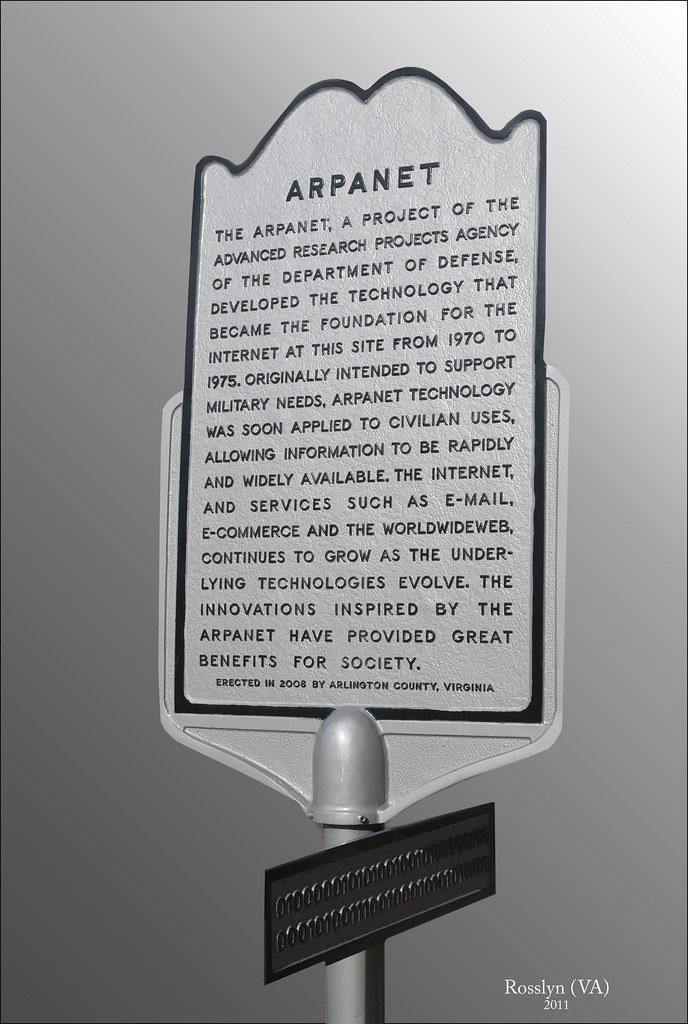 ARPANET
THE ARPANET, A PROJECT OF THE
ADVANCED RESEARCH PROJECTS AGENCY
OF THE DEPARTMENT OF DEFENSE,
DEVELOPED THE TECHNOLOGY THAT
BECAME THE FOUNDATION FOR THE
INTERNET AT THIS SITE FROM 1970 TO
1975. ORIGINALLY INTENDED TO SUPPORT
MILITARY NEEDS, ARPANET TECHNOLOGY
WAS SOON APPLIED TO CIVILIAN USES,
ALLOWING INFORMATION TO BE RAPIDLY
AND WIDELY AVAILABLE. THE INTERNET,
AND SERVICES SUCH AS E-MAIL,
E-COMMERCE AND THE WORLDWIDEWEB,
CONTINUES TO GROW AS THE UNDER-
LYING TECHNOLOGIES EVOLVE. THE
INNOVATIONS INSPIRED BY THE
ARPANET HAVE PROVIDED GREAT
BENEFITS FOR SOCIETY.
ERECTED IN 2008 BY ARLINGTON COUNTY, VIRGINIA
0100000101010010010100000100
0001010011100100010101010100
Rosslyn (VA)
2011